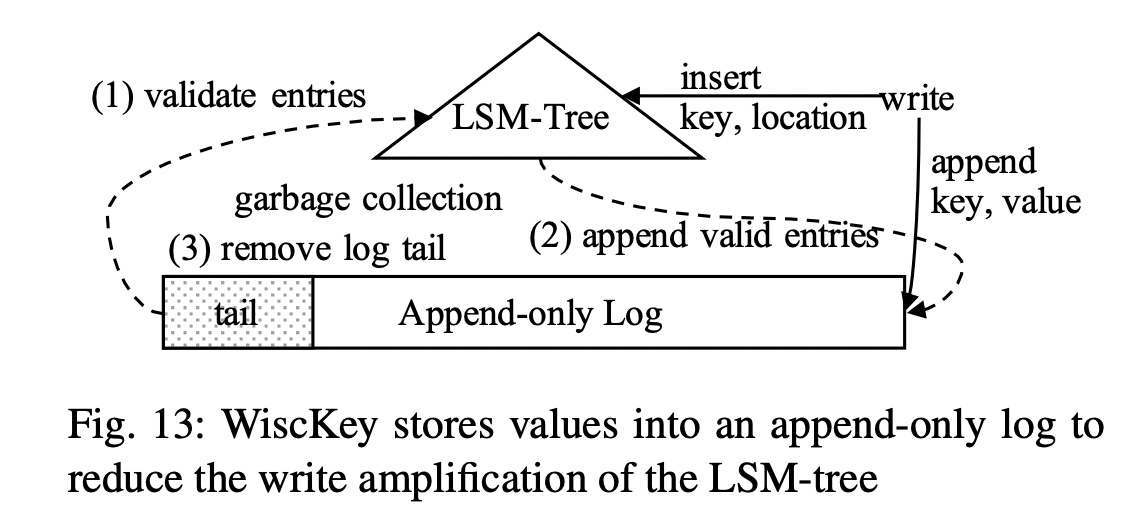 (1) validate entries
LSM-Tree
insert
key, location
write
append
key, value
garbage collection
(2) append valid entries
(3) remove log tail
tail
Append-only Log
Fig. 13: WiscKey stores values into an append-only log to
reduce the write amplification of the LSM-tree